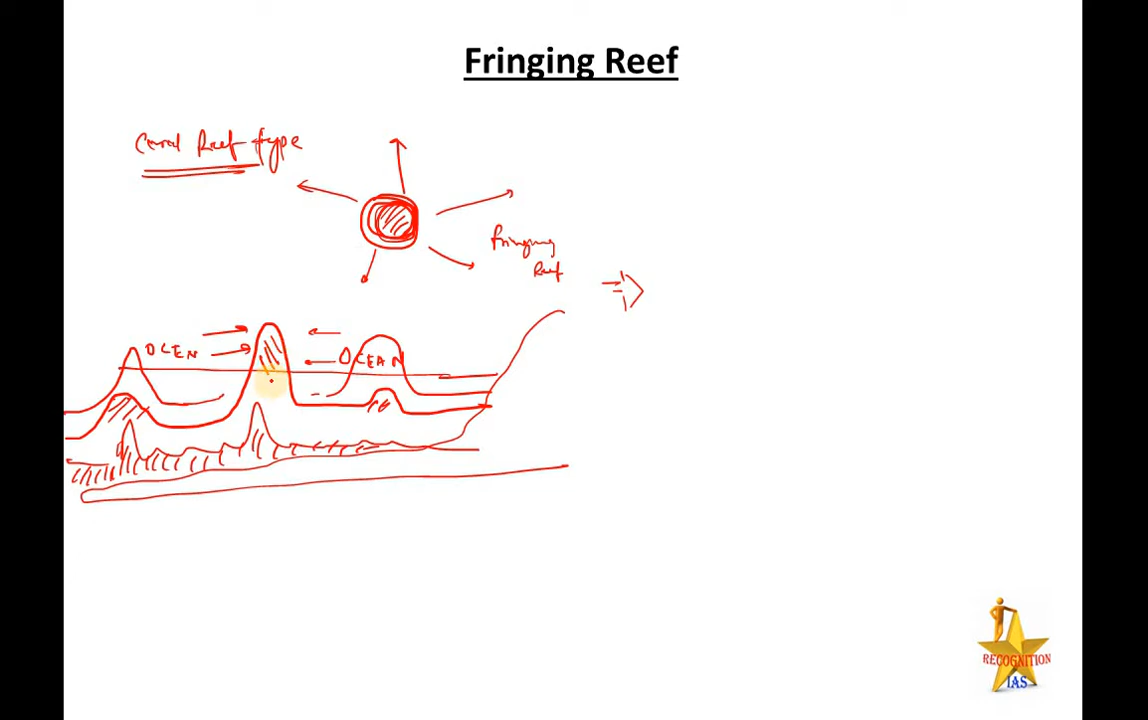 Fringing Reef
Coral Reef type
Fringing
Reef
OCEN
OCEAN
RECOGNITION
IAS